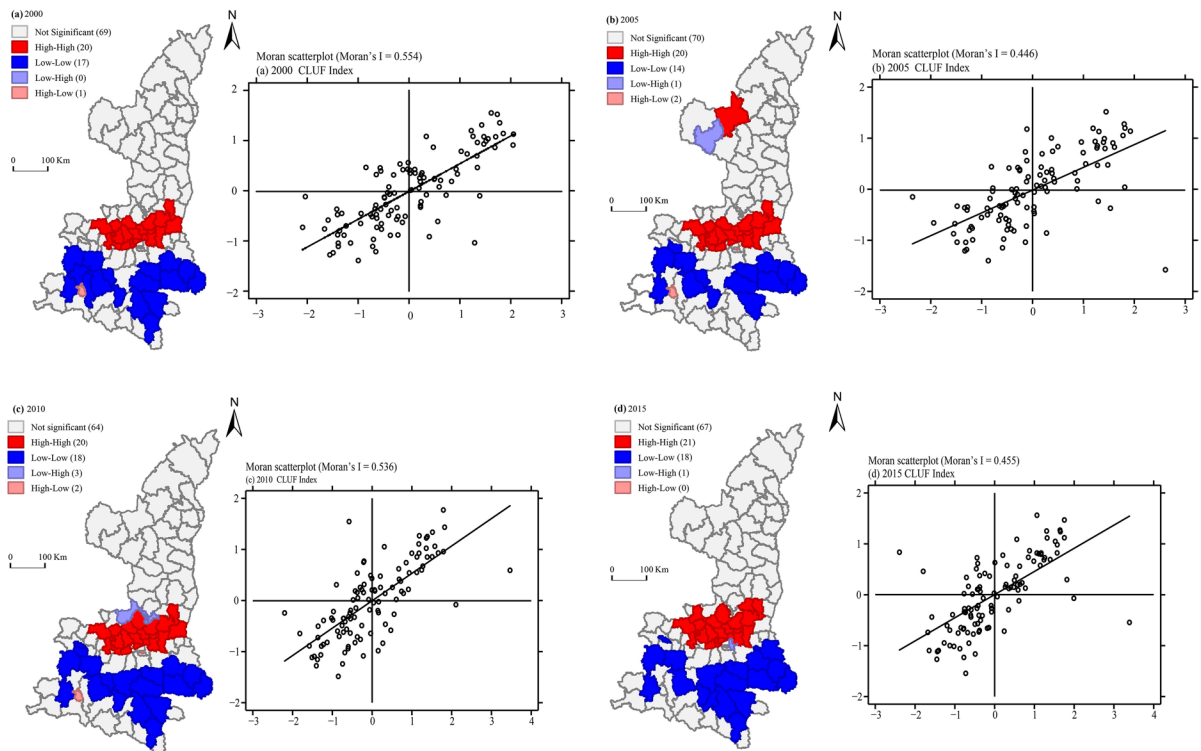 (a) 2000
Not Siginificant (69)
High-High (20)
Low-Low (17)
Low-High (0)
High-Low (1)
0 100 Km
N
Moran scatterplot (Moran's I = 0.554)
(a) 2000 CLUF Index
2
1
0
−1
−2
−3 −2 −1 0 1 2 3
(b) 2005
Not Significant (70)
High-High (20)
Low-Low (14)
Low-High (1)
High-Low (2)
0 100 Km
N
Moran scatterplot (Moran's I = 0.446)
(b) 2005 CLUF Index
2
1
0
−1
−2
−3 −2 −1 0 1 2 3
(c) 2010
Not significant (64)
High-High (20)
Low-Low (18)
Low-High (3)
High-Low (2)
0 100 Km
N
Moran scatterplot (Moran's I = 0.536)
(c) 2010 CLUF Index
2
1
0
−1
−2
−3 −2 −1 0 1 2 3 4
(d) 2015
Not Significant (67)
High-High (21)
Low-Low (18)
Low-High (1)
High-Low (0)
0 100 Km
N
Moran scatterplot (Moran's I = 0.455)
(d) 2015 CLUF Index
2
1
0
−1
−2
−3 −2 −1 0 1 2 3 4